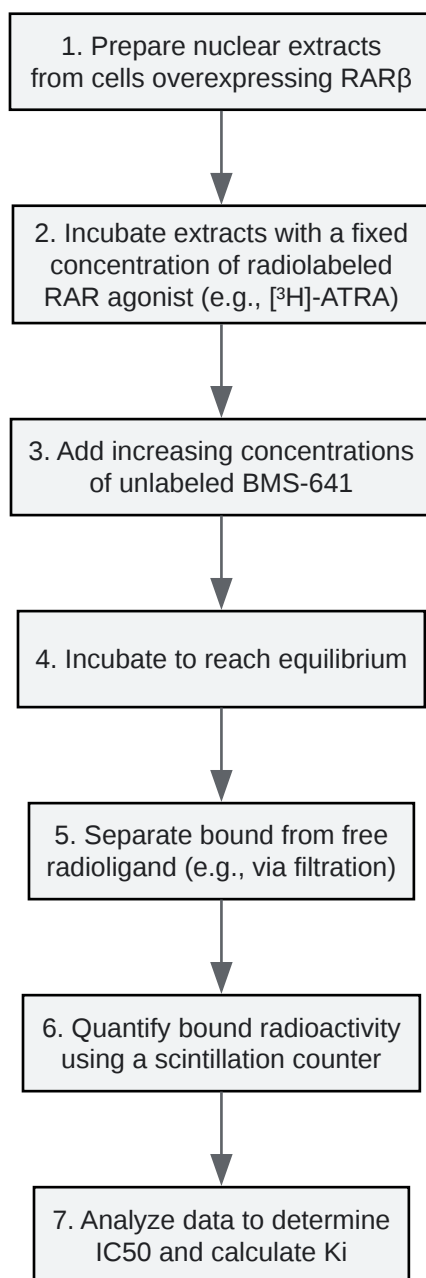 1. Prepare nuclear extracts
from cells overexpressing RARβ
2. Incubate extracts with a fixed
concentration of radiolabeled
RAR agonist (e.g., [³H]-ATRA)
3. Add increasing concentrations
of unlabeled BMS-641
4. Incubate to reach equilibrium
5. Separate bound from free
radioligand (e.g., via filtration)
6. Quantify bound radioactivity
using a scintillation counter
7. Analyze data to determine
IC50 and calculate Ki